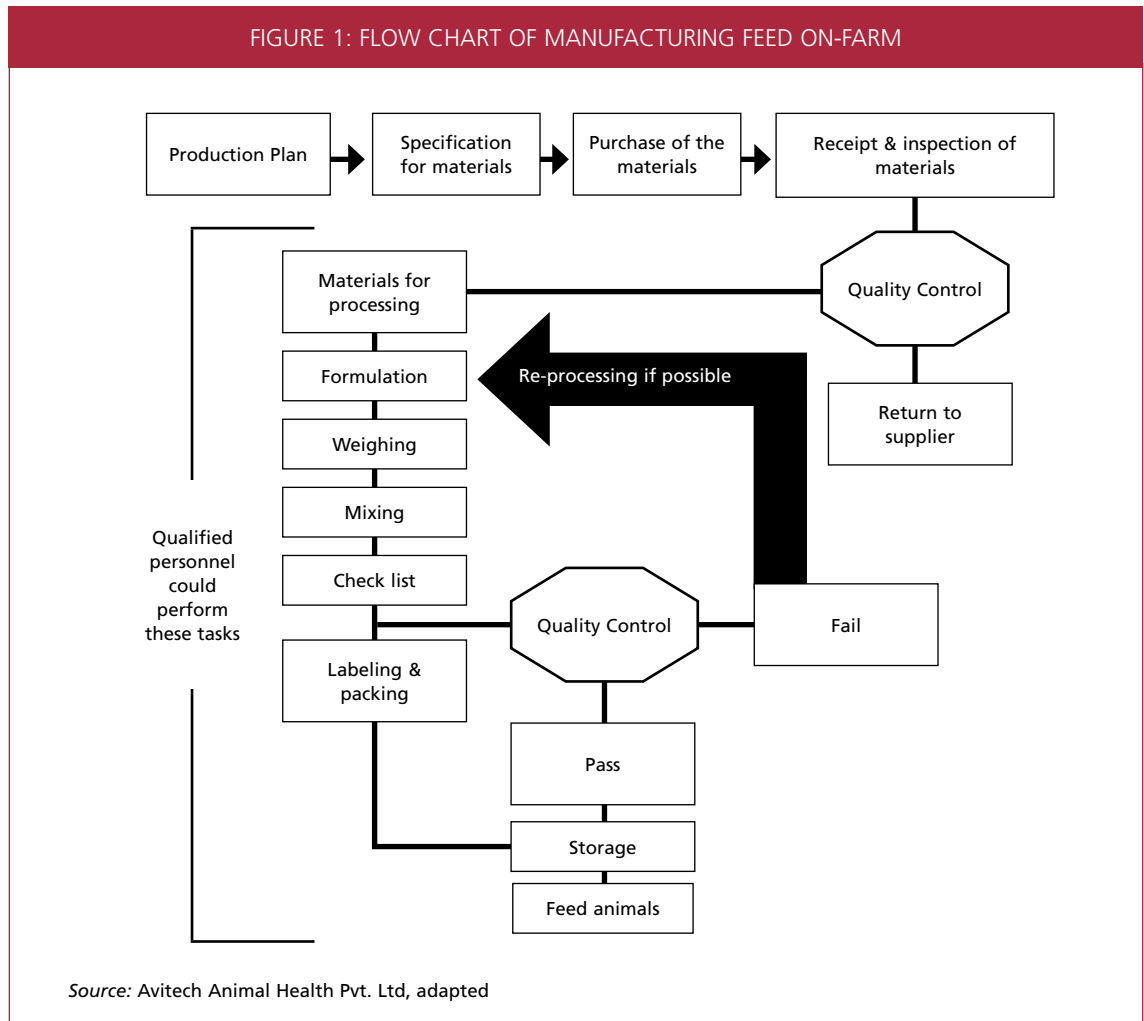 FIGURE 1: FLOW CHART OF MANUFACTURING FEED ON-FARM
Production Plan
Specification
for materials
Purchase of the
materials
Receipt & inspection of
materials
Quality Control
Return to
supplier
Materials for
processing
Formulation
Re-processing if possible
Weighing
Mixing
Check list
Qualified
personnel
could
perform
these tasks
Quality Control
Fail
Labeling &
packing
Pass
Storage
Feed animals
Source: Avitech Animal Health Pvt. Ltd, adapted